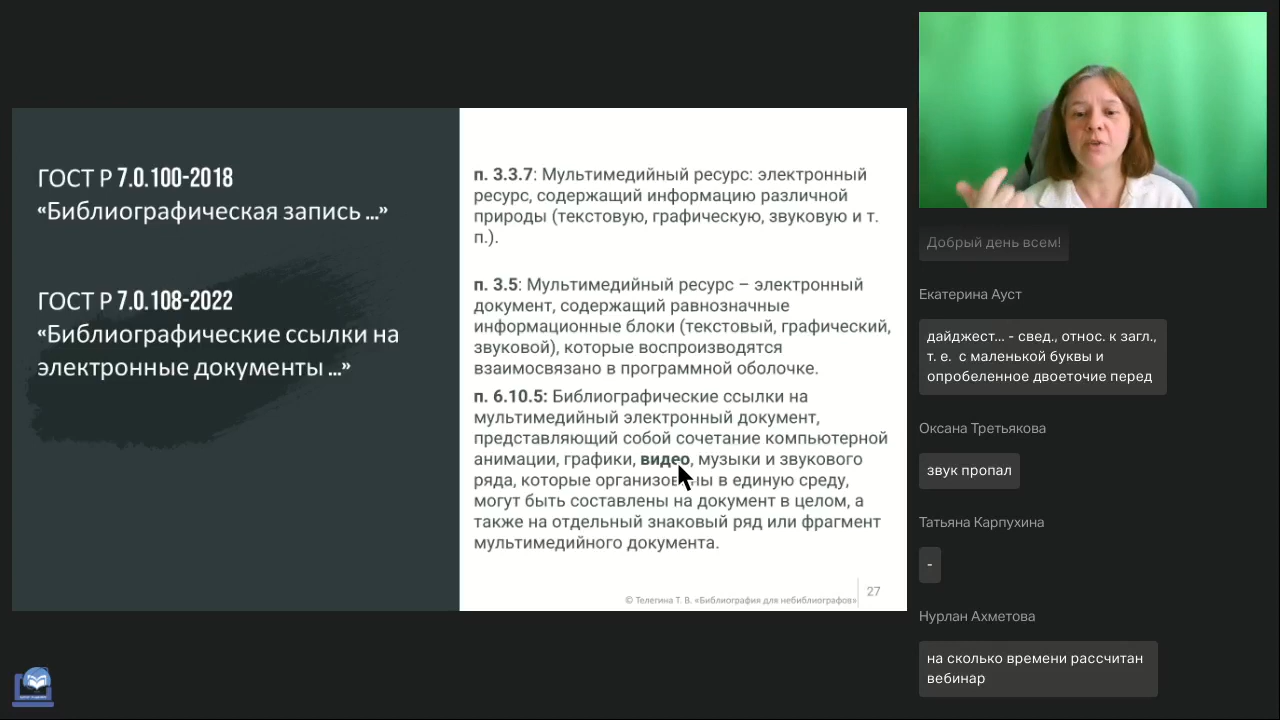 ГОСТ Р 7.0.100-2018
«Библиографическая запись ...»
ГОСТ Р 7.0.108-2022
«Библиографические ссылки на
электронные документы ...»
п. 3.3.7: Мультимедийный ресурс: электронный
ресурс, содержащий информацию различной
природы (текстовую, графическую, звуковую и т.
п.).
п. 3.5: Мультимедийный ресурс – электронный
документ, содержащий равнозначные
информационные блоки (текстовый, графический,
звуковой), которые воспроизводятся
взаимосвязано в программной оболочке.
п. 6.10.5: Библиографические ссылки на
мультимедийный электронный документ,
представляющий собой сочетание компьютерной
анимации, графики, видео, музыки и звукового
ряда, которые организованы в единую среду,
могут быть составлены на документ в целом, а
также на отдельный знаковый ряд или фрагмент
мультимедийного документа.
© Телегина Т. В. «Библиография для небиблиографов»
27
Добрый день всем!
Екатерина Ауст
дайджест... - свед., относ. к загл.,
т. е. с маленькой буквы и
опробеленное двоеточие перед
Оксана Третьякова
звук пропал
Татьяна Карпухина
-
Нурлан Ахметова
на сколько времени рассчитан
вебинар